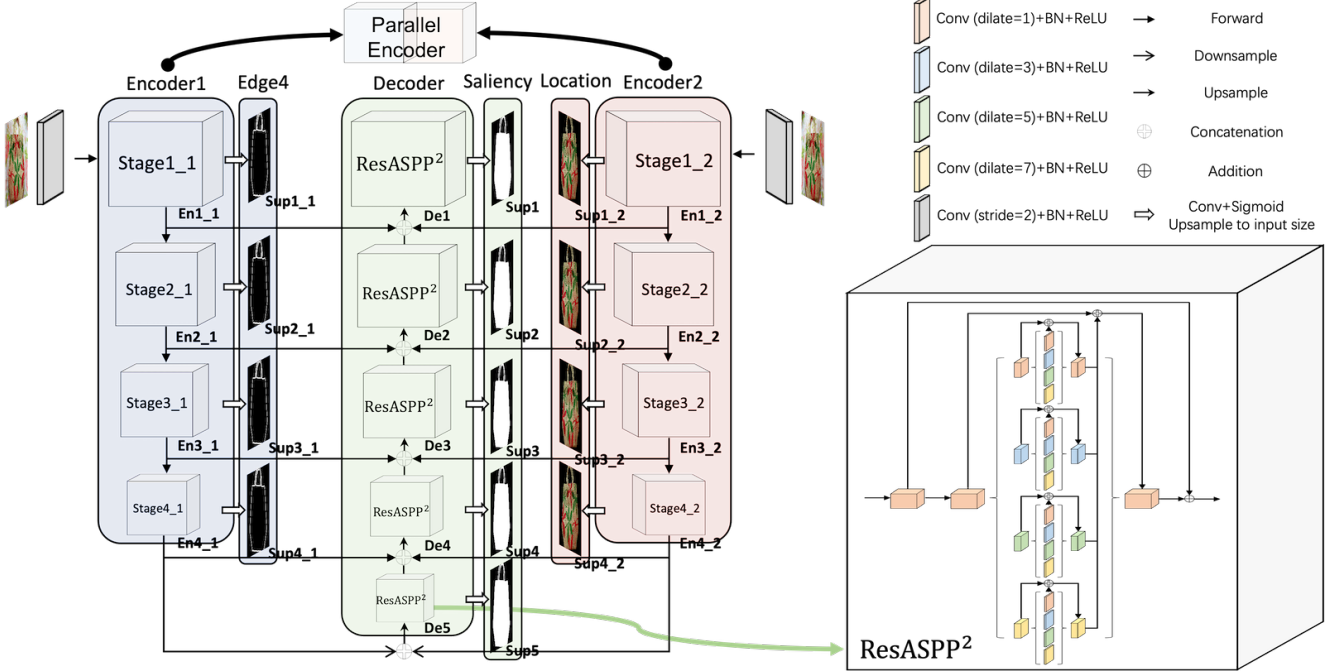 Parallel
Encoder
Encoder1
Edge4
Decoder
Saliency
Location
Encoder2
Stage1_1
ResASPP²
Stage1_2
Sup1_1
Sup1
Sup1_2
En1_1
De1
En1_2
Stage2_1
ResASPP²
Stage2_2
Sup2_1
Sup2
Sup2_2
En2_1
De2
En2_2
Stage3_1
ResASPP²
Stage3_2
Sup3_1
Sup3
Sup3_2
En3_1
De3
En3_2
Stage4_1
ResASPP²
Stage4_2
En4_1
Sup4_1
De4
Sup4
Sup4_2
En4_2
ResASPP²
De5
Sup5
Conv (dilate=1)+BN+ReLU
Forward
Conv (dilate=3)+BN+ReLU
Downsample
Upsample
Conv (dilate=5)+BN+ReLU
Concatenation
Conv (dilate=7)+BN+ReLU
Addition
Conv (stride=2)+BN+ReLU
Conv+Sigmoid
Upsample to input size
ResASPP²